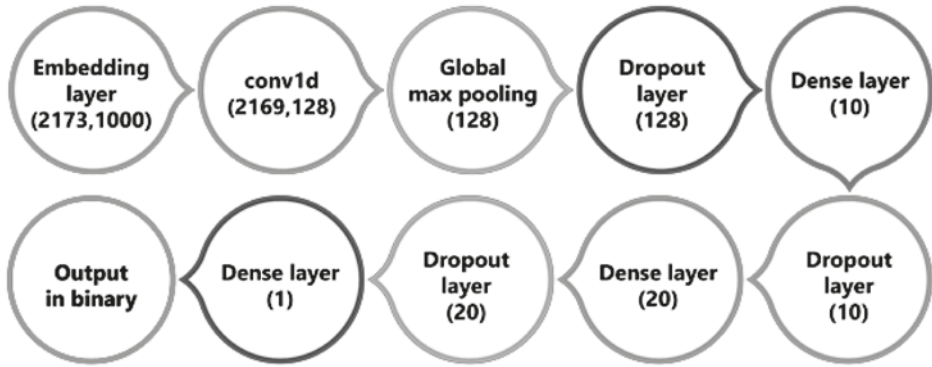 Embedding
layer
(2173,1000)
conv1d
(2169,128)
Global
max pooling
(128)
Dropout
layer
(128)
Dense layer
(10)
Dropout
layer
(10)
Dense layer
(20)
Dropout
layer
(20)
Dense layer
(1)
Output
in binary